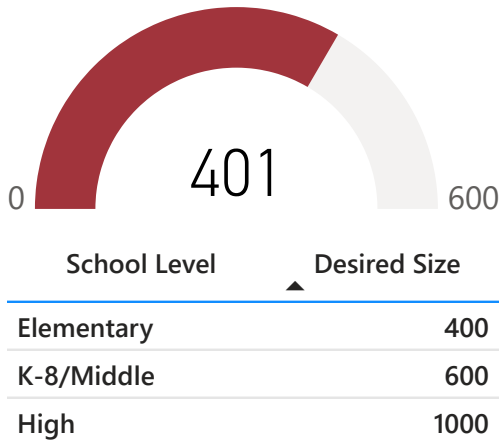 401
0 600
School Level Desired Size
Elementary 400
K-8/Middle 600
High 1000